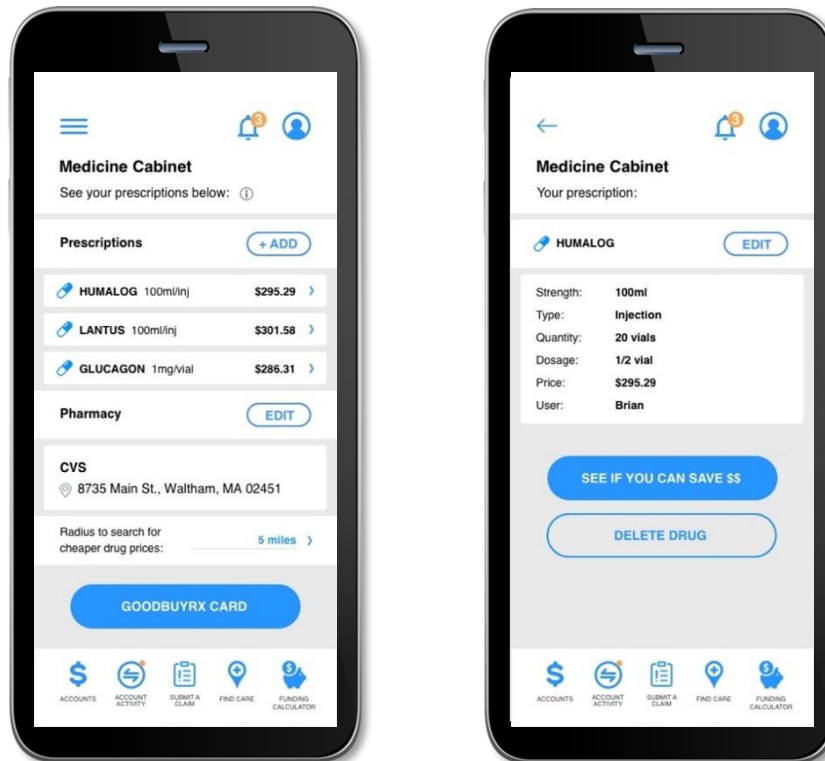 3
Medicine Cabinet
See your prescriptions below: i
Prescriptions
+ ADD
HUMALOG 100ml/inj $295.29
LANTUS 100ml/inj $301.58
GLUCAGON 1mg/vial $286.31
Pharmacy
EDIT
CVS
8735 Main St., Waltham, MA 02451
Radius to search for
cheaper drug prices:
5 miles
GOODBUYRX CARD
$
$
ACCOUNTS
ACCOUNT
ACTIVITY
SUBMIT A
CLAIM
FIND CARE
FUNDING
CALCULATOR
3
Medicine Cabinet
Your prescription:
HUMALOG
EDIT
Strength: 100ml
Type: Injection
Quantity: 20 vials
Dosage: 1/2 vial
Price: $295.29
User: Brian
SEE IF YOU CAN SAVE $$
DELETE DRUG
$
$
ACCOUNTS
ACCOUNT
ACTIVITY
SUBMIT A
CLAIM
FIND CARE
FUNDING
CALCULATOR